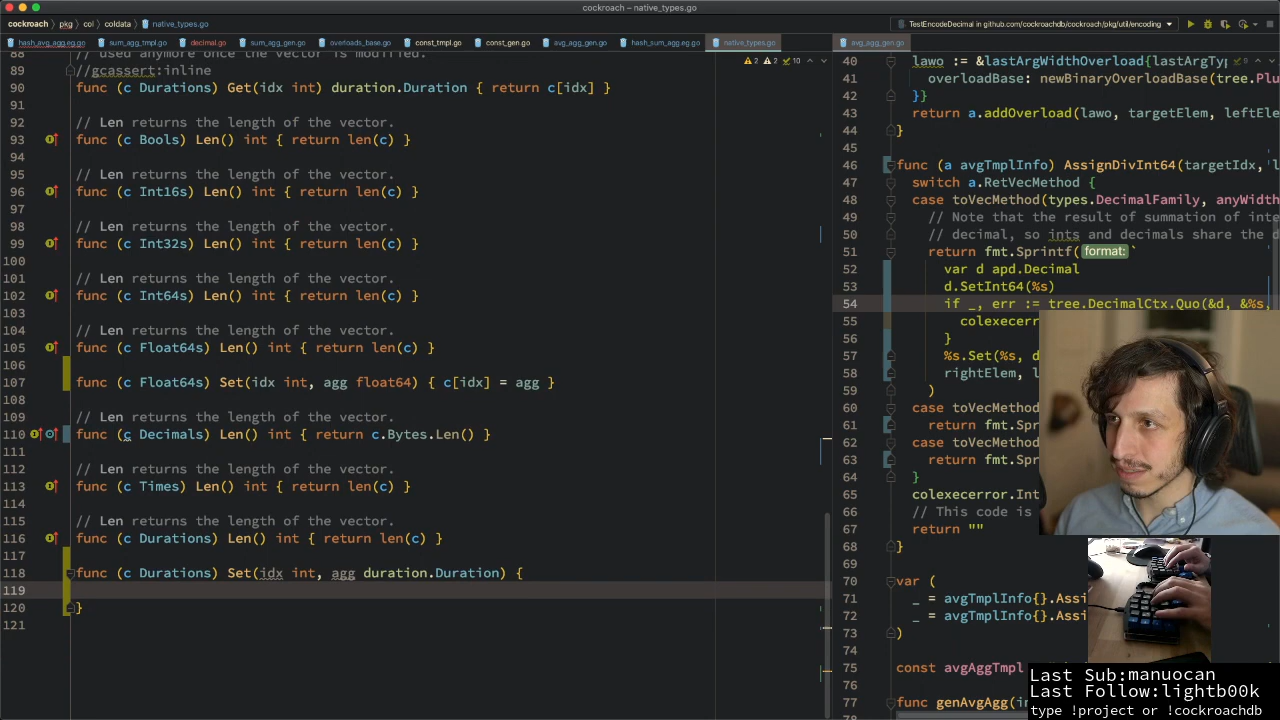 cockroach – native_types.go
cockroach
pkg
col
coldata
native_types.go
TestEncodeDecimal in github.com/cockroachdb/cockroach/pkg/util/encoding
hash_avg_agg.eg.go
sum_agg_tmpl.go
decimal.go
sum_agg_gen.go
overloads_base.go
const_tmpl.go
const_gen.go
avg_agg_gen.go
hash_sum_agg.eg.go
native_types.go
avg_agg_gen.go
2 2 10
88 // used anymore once the vector is modified.
89 //gcassert:inline
90 func (c Durations) Get(idx int) duration.Duration { return c[idx] }
91
92 // Len returns the length of the vector.
93 func (c Bools) Len() int { return len(c) }
94
95 // Len returns the length of the vector.
96 func (c Int16s) Len() int { return len(c) }
97
98 // Len returns the length of the vector.
99 func (c Int32s) Len() int { return len(c) }
100
101 // Len returns the length of the vector.
102 func (c Int64s) Len() int { return len(c) }
103
104 // Len returns the length of the vector.
105 func (c Float64s) Len() int { return len(c) }
106
107 func (c Float64s) Set(idx int, agg float64) { c[idx] = agg }
108
109 // Len returns the length of the vector.
110 func (c Decimals) Len() int { return c.Bytes.Len() }
111
112 // Len returns the length of the vector.
113 func (c Times) Len() int { return len(c) }
114
115 // Len returns the length of the vector.
116 func (c Durations) Len() int { return len(c) }
117
118 func (c Durations) Set(idx int, agg duration.Duration) {
119
120 }
121
40 lawo := &lastArgWidthOverload{lastArgTyp
41 overloadBase: newBinaryOverloadBase(tree.Plu
42 }}
43 return a.addOverload(lawo, targetElem, leftEle
44 }
45
46 func (a avgTmplInfo) AssignDivInt64(targetIdx, l
47 switch a.RetVecMethod {
48 case toVecMethod(types.DecimalFamily, anyWidth
49 // Note that the result of summation of inte
50 // decimal, so ints and decimals share the d
51 return fmt.Sprintf( format: `
52 var d apd.Decimal
53 d.SetInt64(%s)
54 if _, err := tree.DecimalCtx.Quo(&d, &%s,
55 colexecerr
56 }
57 %s.Set(%s, d
58 rightElem, l
59 )
60 case toVecMethod
61 return fmt.Spr
62 case toVecMethod
63 return fmt.Spr
64 }
65 colexecerror.Int
66 // This code is
67 return ""
68 }
70 var (
71 _ = avgTmplInfo{}.Assi
72 _ = avgTmplInfo{}.Assi
73 )
74
75 const avgAggTmpl
76
77 func genAvgAgg(in
Last Sub:manuocan
Last Follow:lightb00k
type !project or !cockroachdb